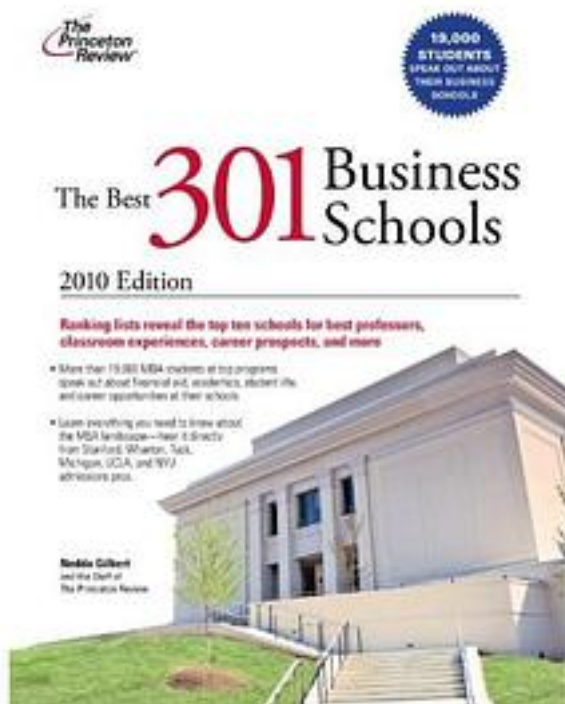 The
Princeton
Review
19,000
STUDENTS
SPEAK OUT ABOUT
THEIR BUSINESS
SCHOOLS
The Best 301 Business Schools
2010 Edition
Ranking lists reveal the top ten schools for best professors,
classroom experiences, career prospects, and more
• More than 19,000 MBA students at top programs
speak out about financial aid, academics, student life,
and career opportunities at their schools
• Learn everything you need to know about
the MBA landscape—hear it directly
from Stanford, Wharton, Tuck,
Michigan, UCLA, and NYU
admissions pros.
Nedda Gilbert
and the Staff of
The Princeton Review